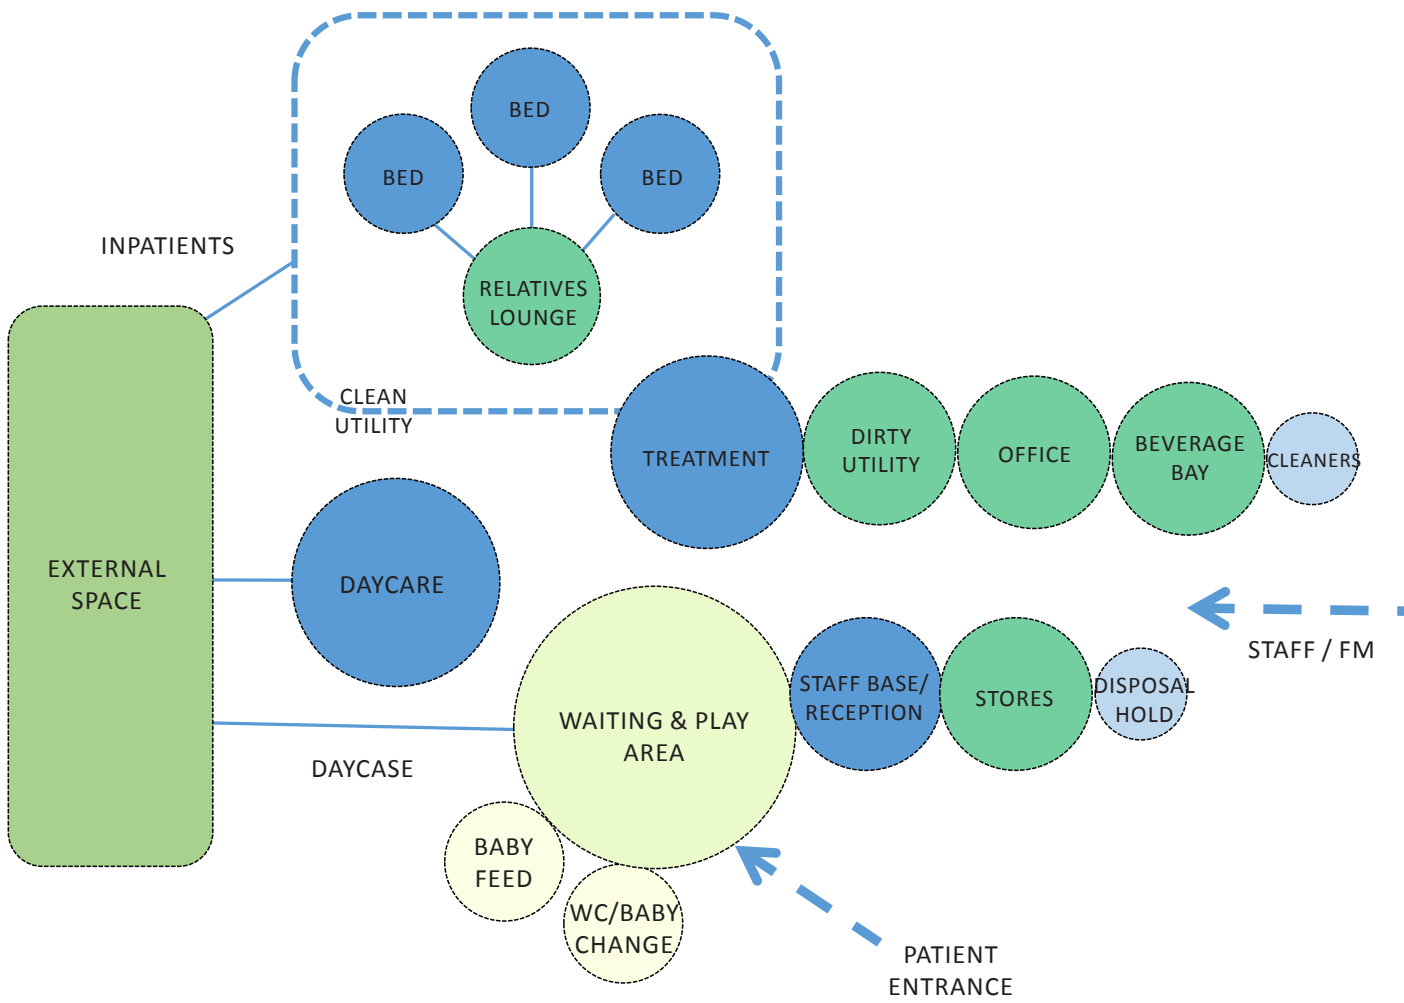 BED
BED
BED
INPATIENTS
RELATIVES
LOUNGE
CLEAN
UTILITY
TREATMENT
DIRTY
UTILITY
OFFICE
BEVERAGE
BAY
CLEANERS
EXTERNAL
SPACE
DAYCARE
STAFF / FM
WAITING & PLAY
AREA
STAFF BASE/
RECEPTION
STORES
DISPOSAL
HOLD
DAYCASE
BABY
FEED
WC/BABY
CHANGE
PATIENT
ENTRANCE